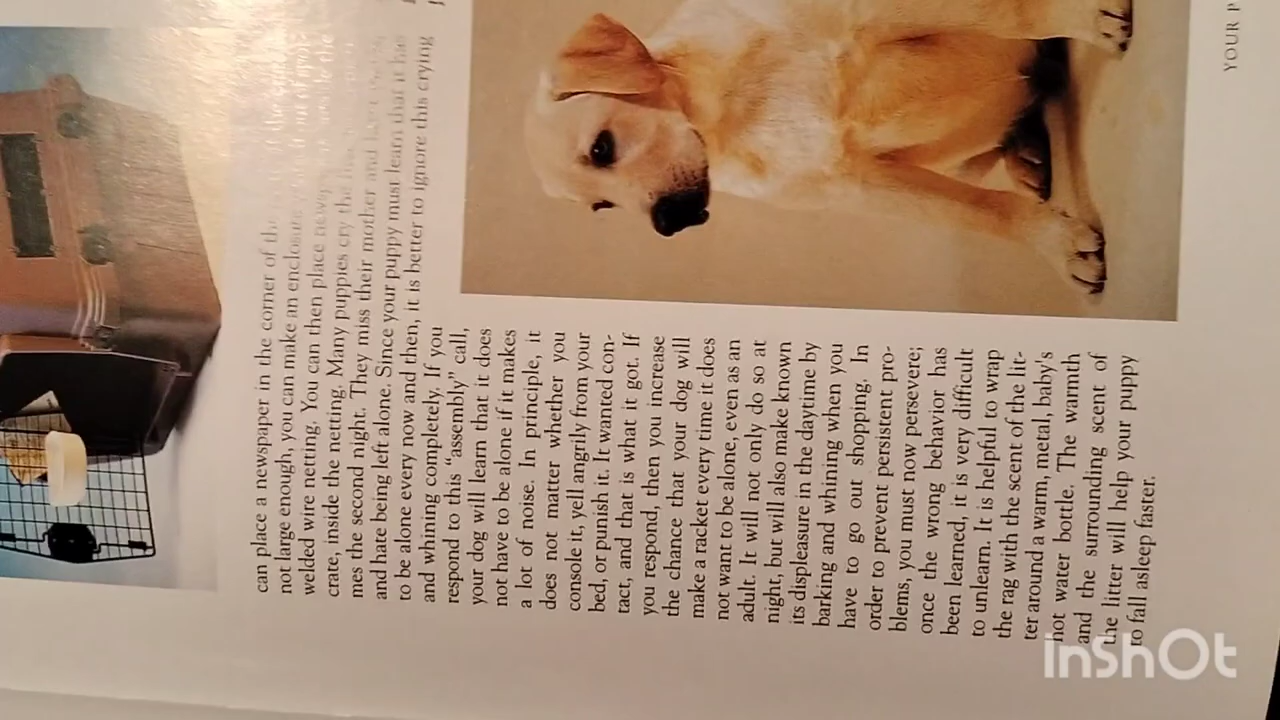 can place a newspaper in the corner of the
not large enough, you can make an enclosure
welded wire netting. You can then place
crate, inside the netting. Many puppies cry the
mes the second night. They miss their mother and
and hate being left alone. Since your puppy must learn that it has
to be alone every now and then, it is better to ignore this crying
and whining completely. If you
respond to this “assembly” call,
your dog will learn that it does
not have to be alone if it makes
a lot of noise. In principle, it
does not matter whether you
console it, yell angrily from your
bed, or punish it. It wanted con-
tact, and that is what it got. If
you respond, then you increase
the chance that your dog will
make a racket every time it does
not want to be alone, even as an
adult. It will not only do so at
night, but will also make known
its displeasure in the daytime by
barking and whining when you
have to go out shopping. In
order to prevent persistent pro-
blems, you must now persevere;
once the wrong behavior has
been learned, it is very difficult
to unlearn. It is helpful to wrap
the rag with the scent of the lit-
ter around a warm, metal, baby's
hot water bottle. The warmth
and the surrounding scent of
the litter will help your puppy
to fall asleep faster.
YOUR P
InShOt